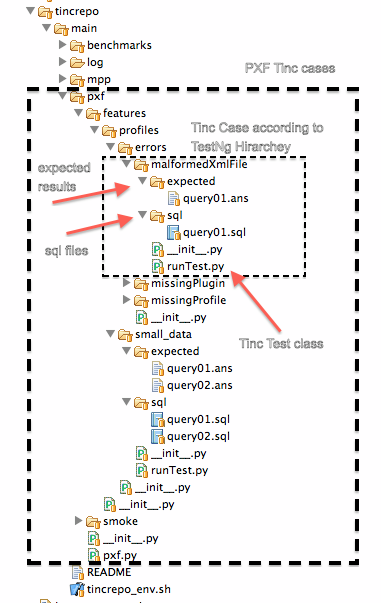 tincrepo
main
benchmarks
log
mpp
PXF Tinc cases
pxf
features
profiles
Tinc Case according to
TestNg Hirarchey
errors
malformedXmlFile
expected
results
expected
query01.ans
sql
sql files
query01.sql
__init__.py
runTest.py
missingPlugin
missingProfile
__init__.py
Tinc Test class
small_data
expected
query01.ans
query02.ans
sql
query01.sql
query02.sql
__init__.py
runTest.py
__init__.py
__init__.py
smoke
__init__.py
pxf.py
README
tincrepo_env.sh